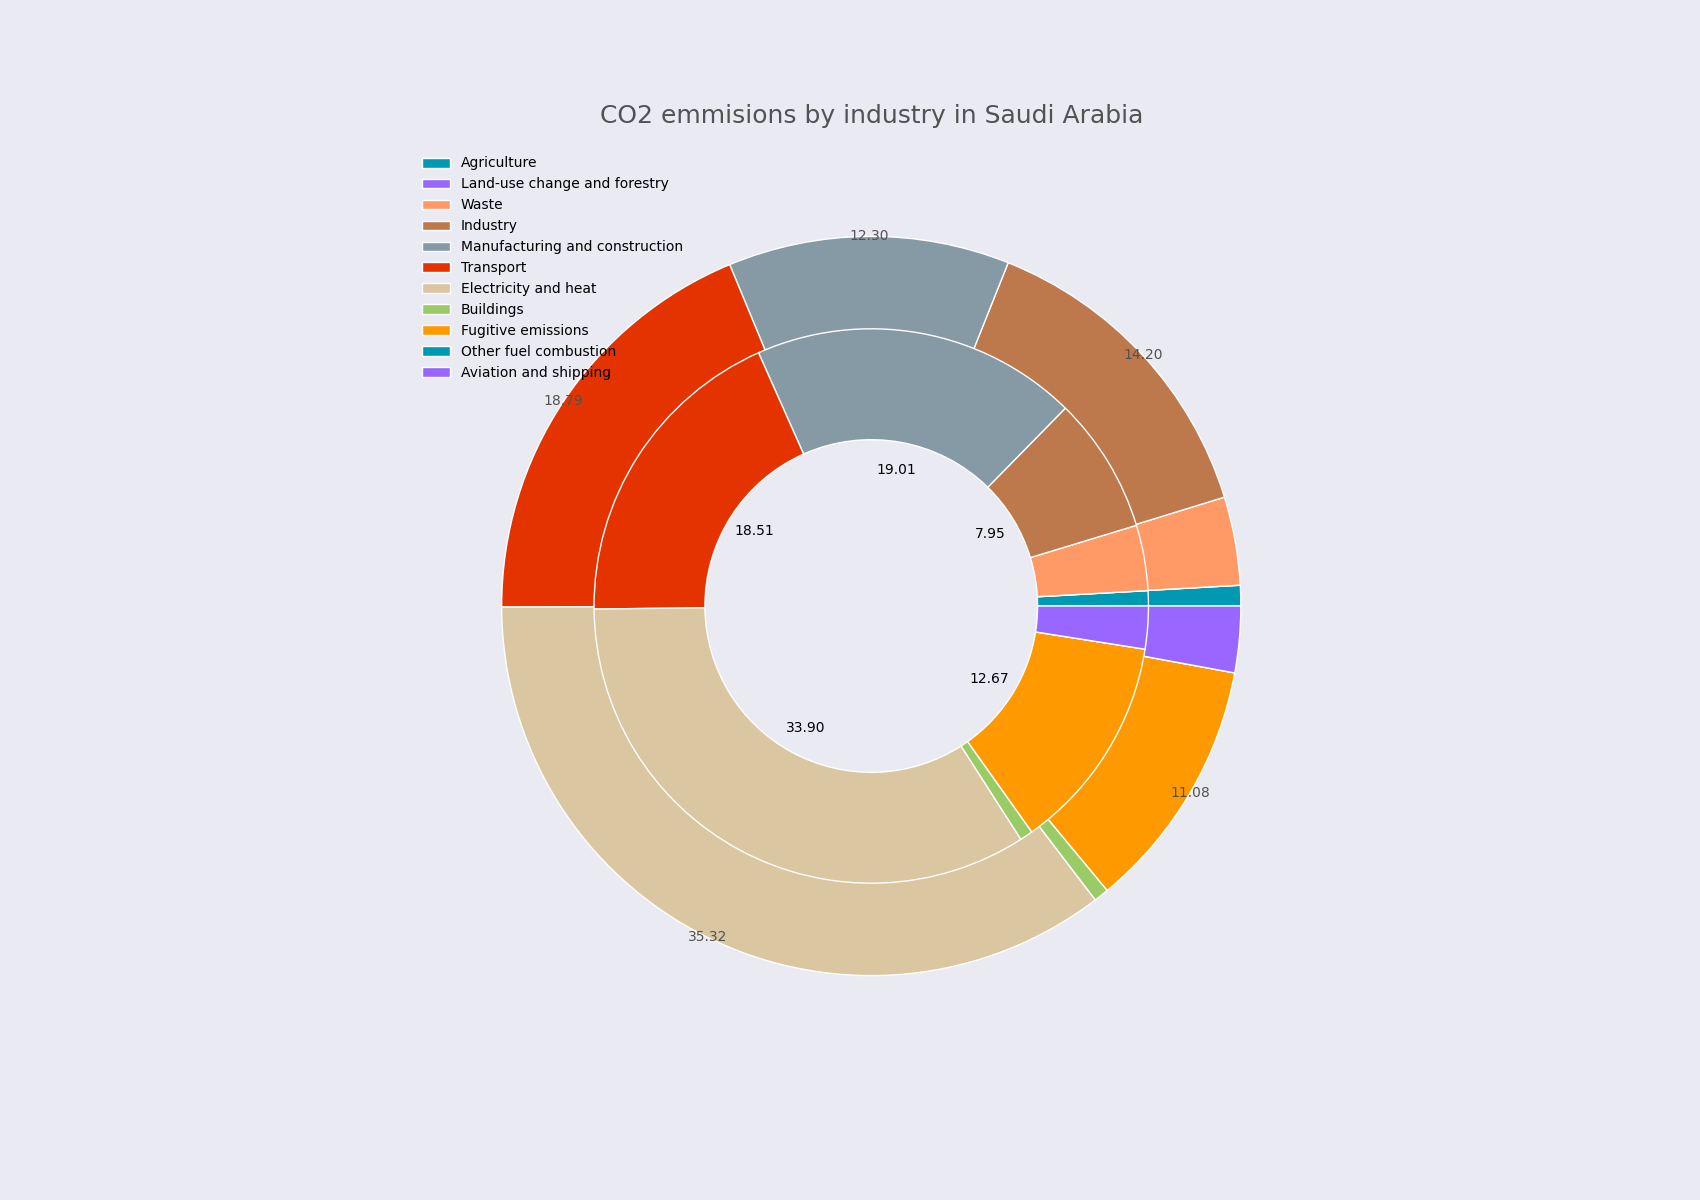 CO2 emmisions by industry in Saudi Arabia
Agriculture
Land-use change and forestry
Waste
Industry
Manufacturing and construction
Transport
Electricity and heat
Buildings
Fugitive emissions
Other fuel combustion
Aviation and shipping
12.30
14.20
18.79
19.01
18.51
7.95
12.67
33.90
11.08
35.32